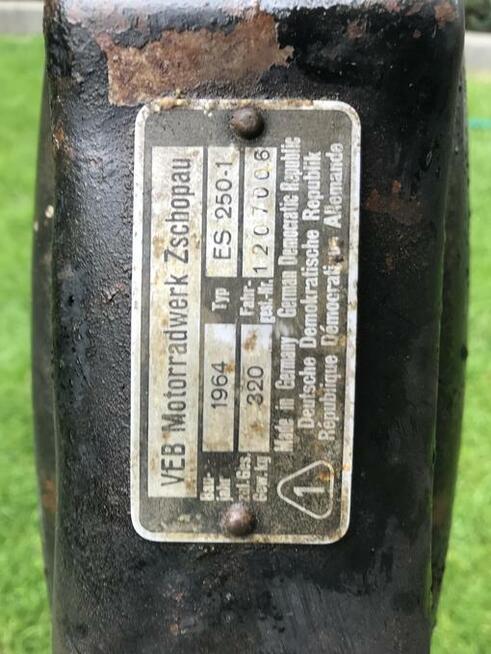 VEB Motorradwerk Zschopau
Bau-
jahr 1964 Typ ES 250-1
zul. Ges.
Gew. kg 320 Fahr-
gest.-Nr. 1207006
Made in Germany German Democratic Republic
Deutsche Demokratische Republik
République Démocratique Allemande
1